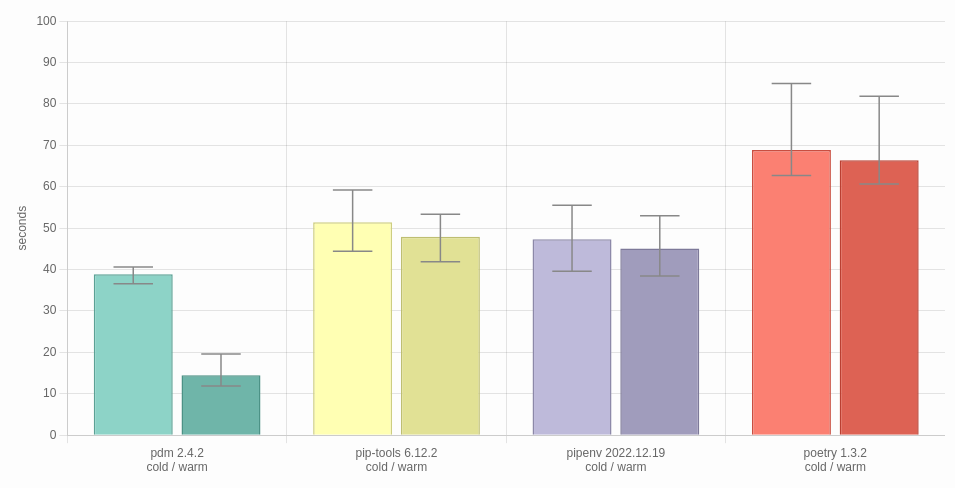 100
90
80
70
60
50
40
30
20
10
0
seconds
pdm 2.4.2
cold / warm
pip-tools 6.12.2
cold / warm
pipenv 2022.12.19
cold / warm
poetry 1.3.2
cold / warm